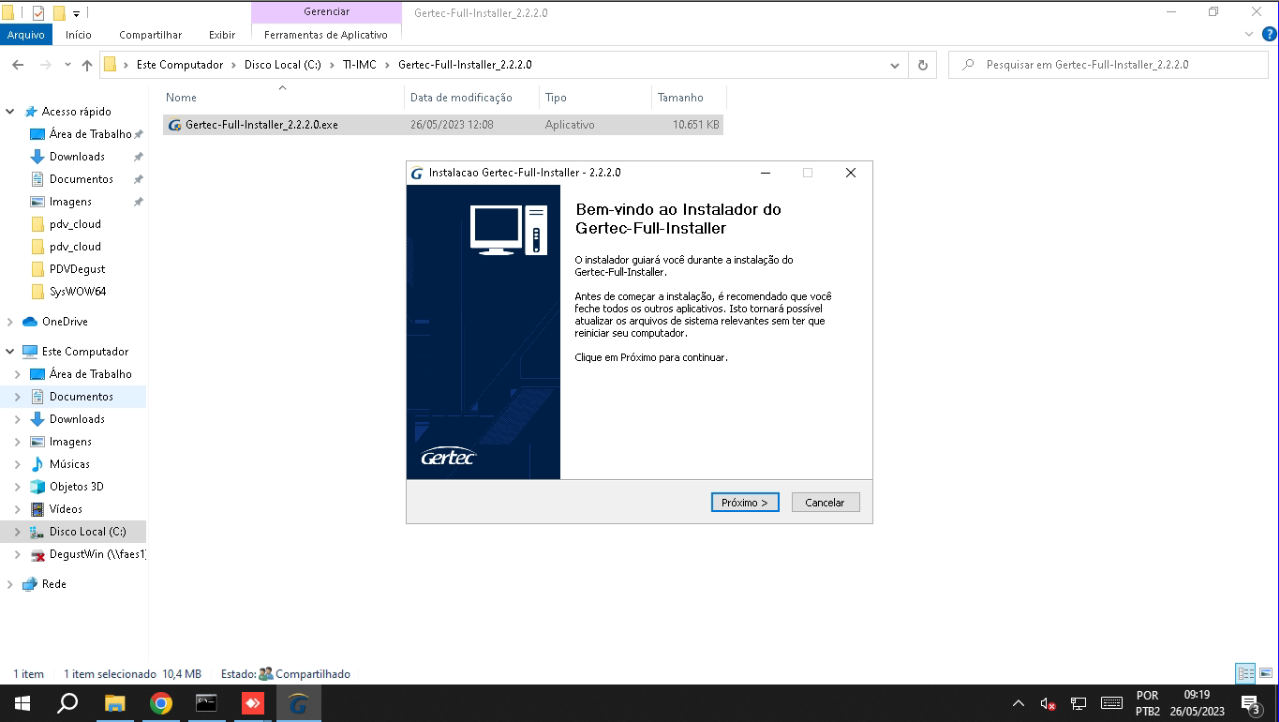 Gerenciar
Gertec-Full-Installer_2.2.2.0
Arquivo
Início
Compartilhar
Exibir
Ferramentas de Aplicativo
Este Computador
Disco Local (C:)
TI-IMC
Gertec-Full-Installer_2.2.2.0
Pesquisar em Gertec-Full-Installer_2.2.2.0
Nome
Data de modificação
Tipo
Tamanho
Gertec-Full-Installer_2.2.2.0.exe
26/05/2023 12:08
Aplicativo
10.651 KB
Acesso rápido
Área de Trabalho
Downloads
Documentos
Imagens
pdv_cloud
pdv_cloud
PDVDegust
SysWOW64
OneDrive
Este Computador
Área de Trabalho
Documentos
Downloads
Imagens
Músicas
Objetos 3D
Vídeos
Disco Local (C:)
DegustWin (\\faes1
Rede
Instalacao Gertec-Full-Installer - 2.2.2.0
Bem-vindo ao Instalador do
Gertec-Full-Installer
O instalador guiará você durante a instalação do
Gertec-Full-Installer.
Antes de começar a instalação, é recomendado que você
feche todos os outros aplicativos. Isto tornará possível
atualizar os arquivos de sistema relevantes sem ter que
reiniciar seu computador.
Clique em Próximo para continuar.
Gertec
Próximo >
Cancelar
1 item
1 item selecionado 10,4 MB
Estado: Compartilhado
POR
PTB2
09:19
26/05/2023
3